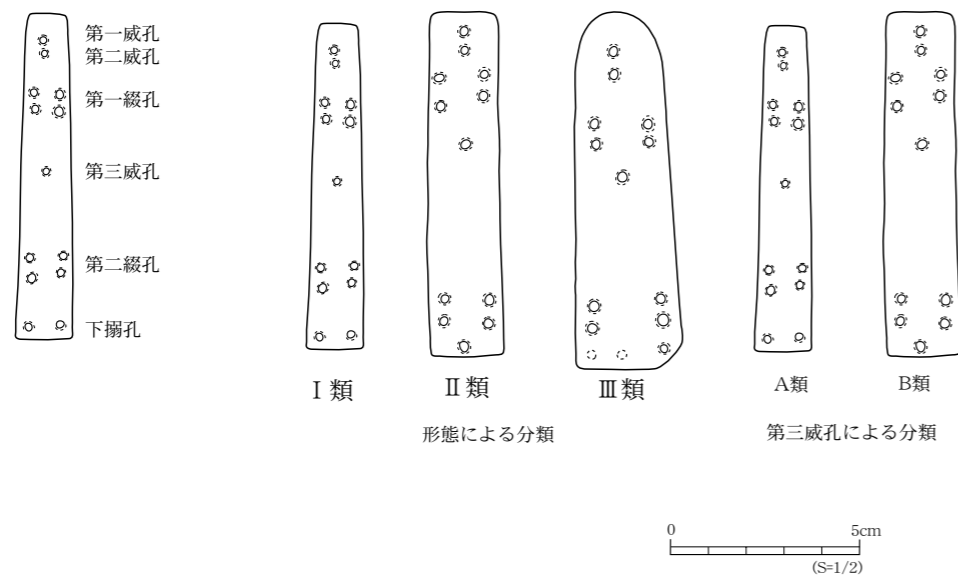 第一威孔
第二威孔
第一綴孔
第三威孔
第二綴孔
下搦孔
Ⅰ類
Ⅱ類
Ⅲ類
形態による分類
A類
B類
第三威孔による分類
0 5cm
(S=1/2)